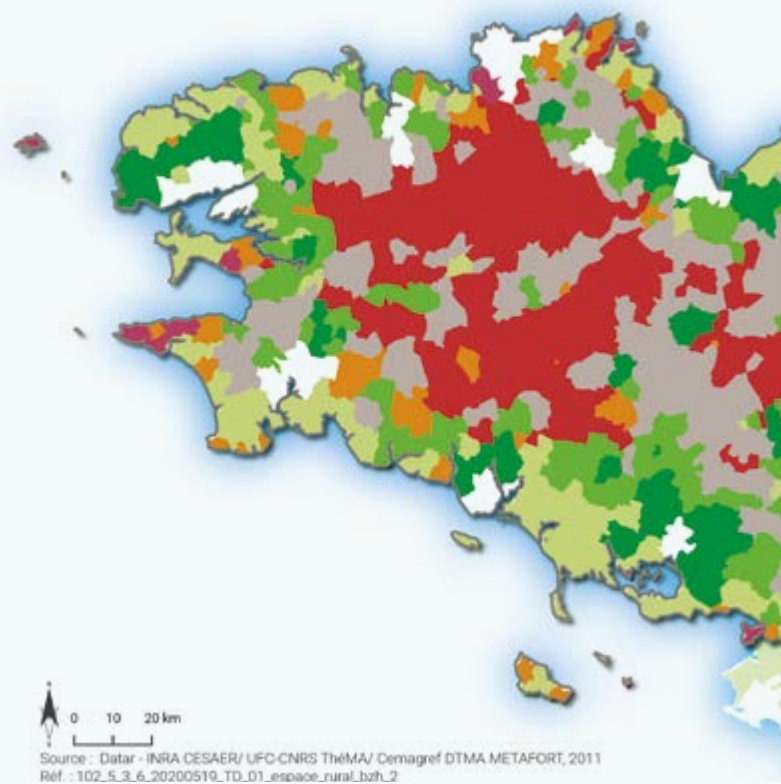 0 10 20 km
Source : Datar - INRA CESAER/ UFC-CNRS ThéMA/ Cemagref DTMA METAFORT, 2011
Réf. : 102_5_3_6_20200519_TD_01_espace_rural_bzh_2